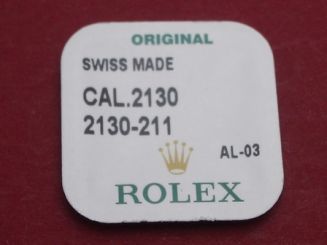 ORIGINAL
SWISS MADE
CAL.2130
2130-211
AL-03
ROLEX